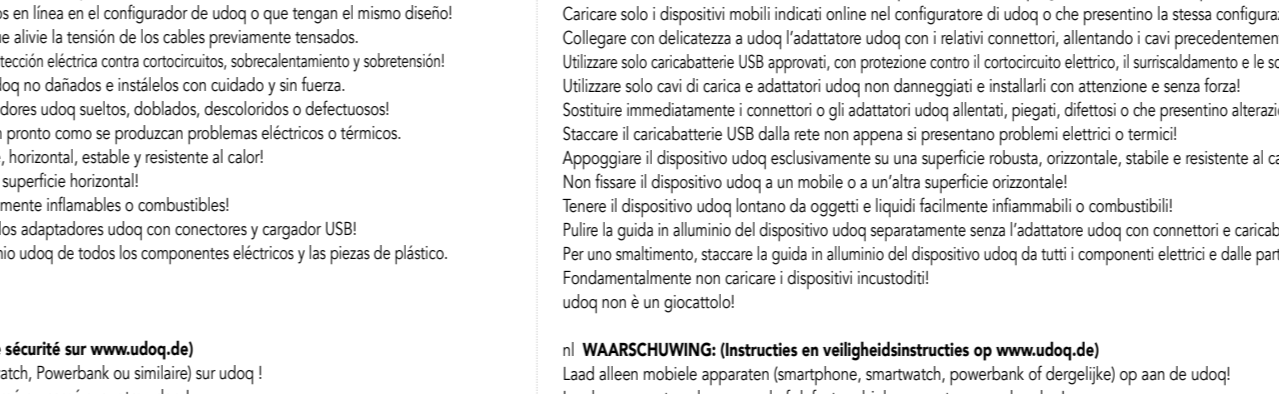 s en línea en el configurador de udoq o que tengan el mismo diseño!
e alivie la tensión de los cables previamente tensados.
tección eléctrica contra cortocircuitos, sobrecalentamiento y sobretensión!
oq no dañados e instálelos con cuidado y sin fuerza.
dores udoq sueltos, doblados, descoloridos o defectuosos!
n pronto como se produzcan problemas eléctricos o térmicos.
, horizontal, estable y resistente al calor!
superficie horizontal!
mente inflamables o combustibles!
los adaptadores udoq con conectores y cargador USB!
nio udoq de todos los componentes eléctricos y las piezas de plástico.
sécurité sur www.udoq.de)
atch, Powerbank ou similaire) sur udoq !
Caricare solo i dispositivi mobili indicati online nel configuratore di udoq o che presentino la stessa configura
Collegare con delicatezza a udoq l'adattatore udoq con i relativi connettori, allentando i cavi precedentemen
Utilizzare solo caricabatterie USB approvati, con protezione contro il cortocircuito elettrico, il surriscaldamento e le so
Utilizzare solo cavi di carica e adattatori udoq non danneggiati e installarli con attenzione e senza forza!
Sostituire immediatamente i connettori o gli adattatori udoq allentati, piegati, difettosi o che presentino alterazi
Staccare il caricabatterie USB dalla rete non appena si presentano problemi elettrici o termici!
Appoggiare il dispositivo udoq esclusivamente su una superficie robusta, orizzontale, stabile e resistente al ca
Non fissare il dispositivo udoq a un mobile o a un'altra superficie orizzontale!
Tenere il dispositivo udoq lontano da oggetti e liquidi facilmente infiammabili o combustibili!
Pulire la guida in alluminio del dispositivo udoq separatamente senza l'adattatore udoq con connettori e caricab
Per uno smaltimento, staccare la guida in alluminio del dispositivo udoq da tutti i componenti elettrici e dalle part
Fondamentalmente non caricare i dispositivi incustoditi!
udoq non è un giocattolo!
nl WAARSCHUWING: (Instructies en veiligheidsinstructies op www.udoq.de)
Laad alleen mobiele apparaten (smartphone, smartwatch, powerbank of dergelijke) op aan de udoq!